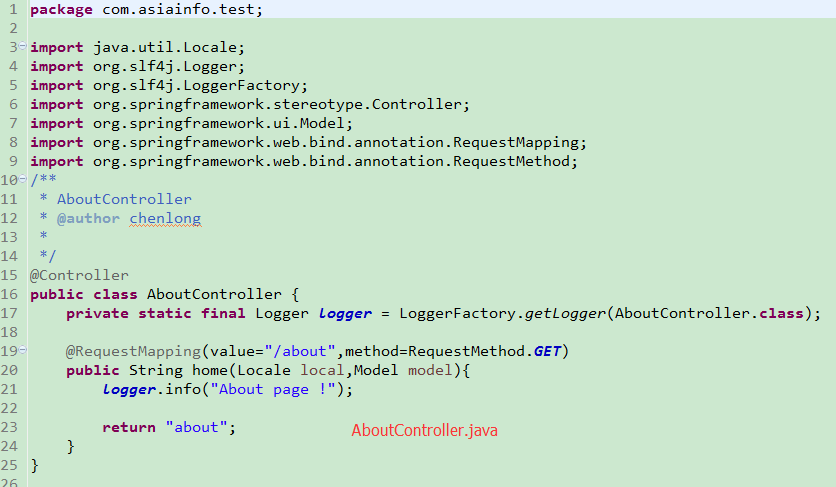 1 package com.asiainfo.test;
2
3 import java.util.Locale;
4 import org.slf4j.Logger;
5 import org.slf4j.LoggerFactory;
6 import org.springframework.stereotype.Controller;
7 import org.springframework.ui.Model;
8 import org.springframework.web.bind.annotation.RequestMapping;
9 import org.springframework.web.bind.annotation.RequestMethod;
10 /**
11  * AboutController
12  * @author chenlong
13  *
14  */
15 @Controller
16 public class AboutController {
17     private static final Logger logger = LoggerFactory.getLogger(AboutController.class);
18
19     @RequestMapping(value="/about",method=RequestMethod.GET)
20     public String home(Locale local,Model model){
21         logger.info("About page !");
22
23         return "about";
AboutController.java
24     }
25 }
26